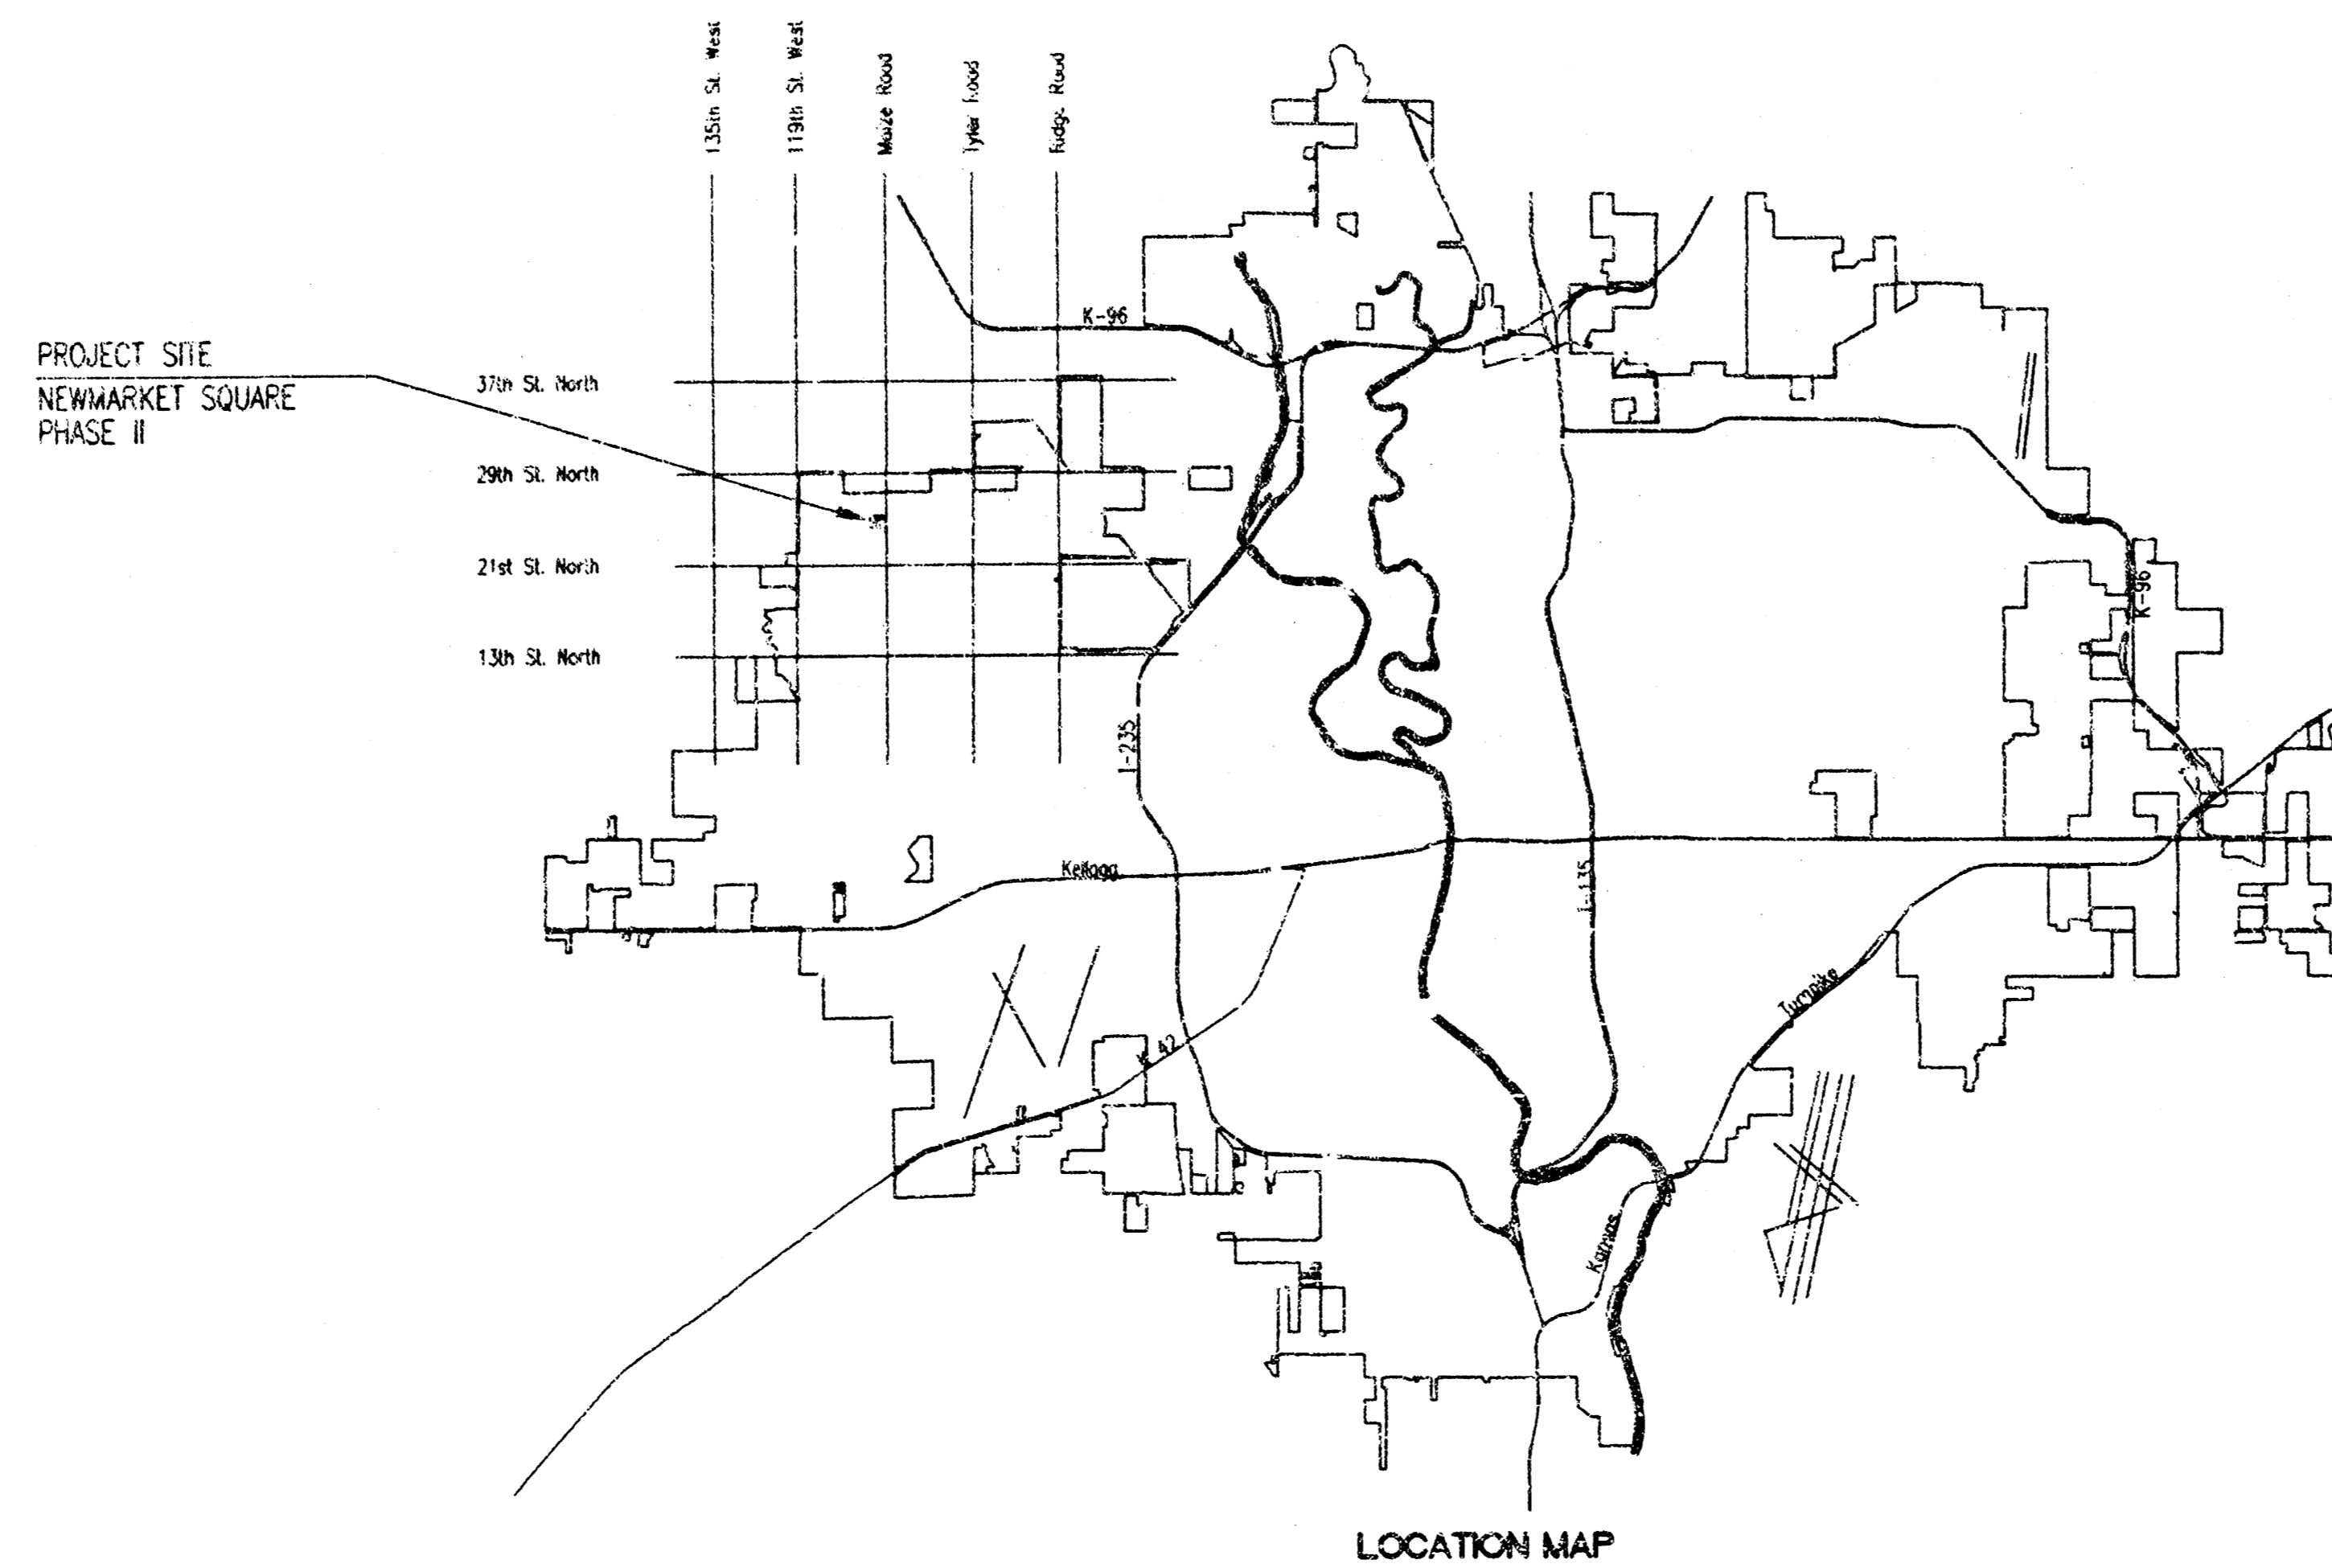 135th St. West
119th St. West
Maize Road
Tyler Road
Ridge Road
K-96
PROJECT SITE
NEWMARKET SQUARE
PHASE II
37th St. North
29th St. North
21st St. North
13th St. North
K-96
I-235
Kellogg
I-135
Turnpike
K 42
Kansas
LOCATION MAP